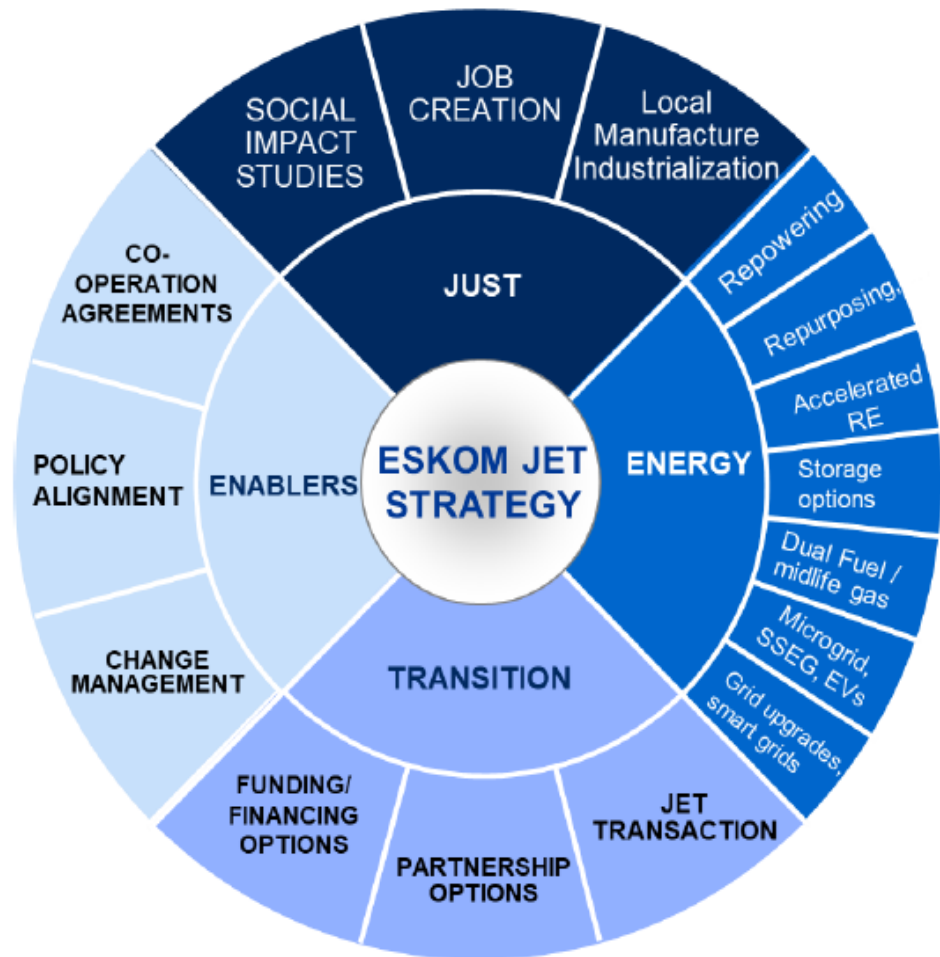 SOCIAL
IMPACT
STUDIES
JOB
CREATION
Local
Manufacture
Industrialization
JUST
Repowering
Repurposing,
Accelerated
RE
Storage
options
Dual Fuel /
midlife gas
Microgrid,
SSEG, EVs
Grid upgrades,
smart grids
ENERGY
ESKOM JET
STRATEGY
CO-
OPERATION
AGREEMENTS
POLICY
ALIGNMENT
CHANGE
MANAGEMENT
ENABLERS
TRANSITION
FUNDING/
FINANCING
OPTIONS
PARTNERSHIP
OPTIONS
JET
TRANSACTION